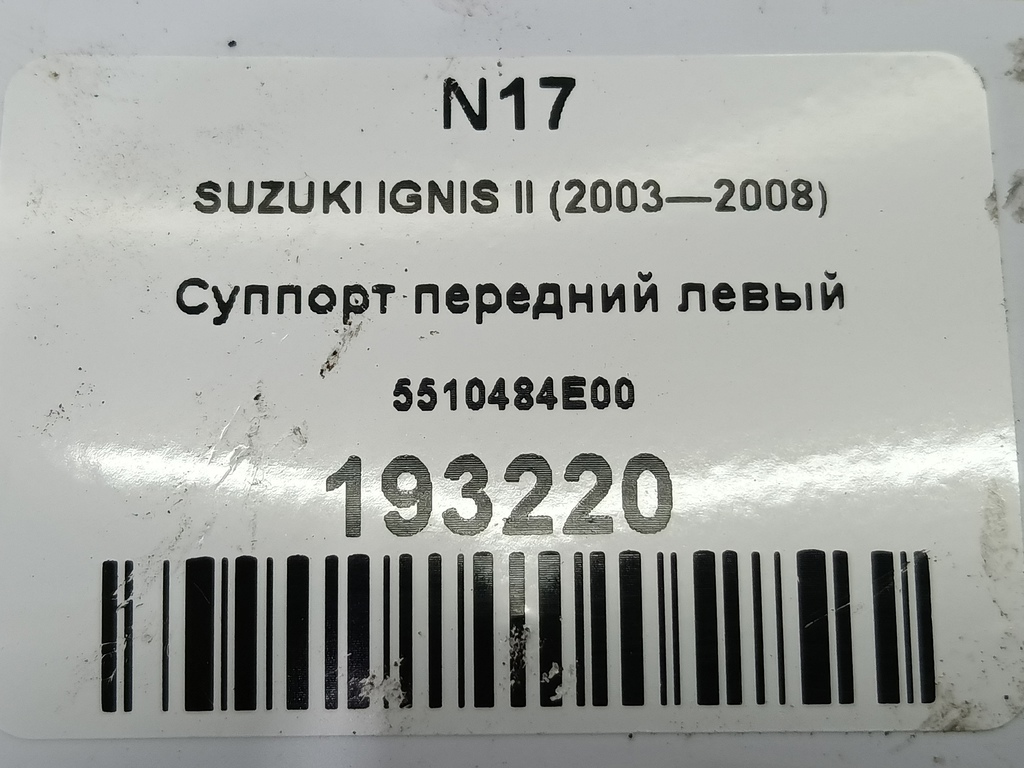 N17
SUZUKI IGNIS II (2003—2008)
Суппорт передний левый
5510484E00
193220